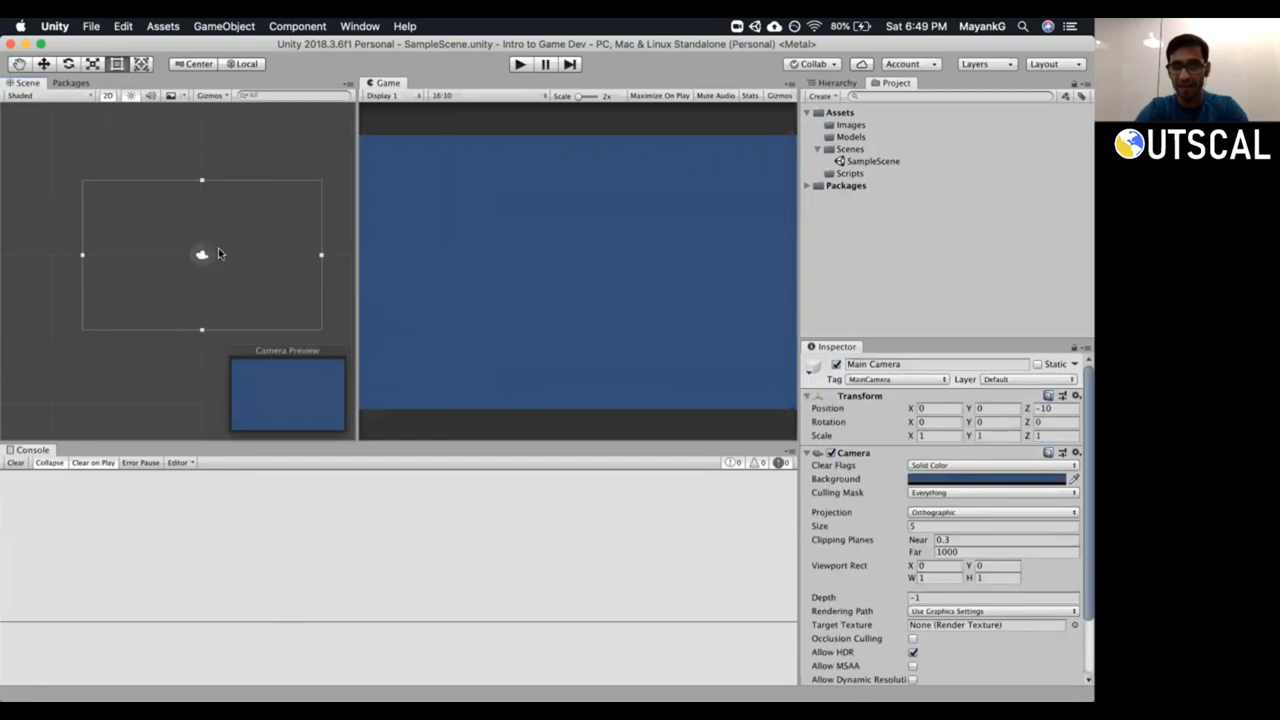 Unity File Edit Assets GameObject Component Window Help 80% Sat 6:49 PM MayankG
Unity 2018.3.6f1 Personal - SampleScene.unity - Intro to Game Dev - PC, Mac & Linux Standalone (Personal) <Metal>
Center Local Collab Account Layers Layout
Scene Packages
Shaded 2D Gizmos All
Camera Preview
Game
Display 1 16:10 Scale 2x Maximize On Play Mute Audio Stats Gizmos
Hierarchy Project
Create
Assets
Images
Models
Scenes
SampleScene
Scripts
Packages
Inspector
Main Camera Static
Tag MainCamera Layer Default
Transform
Position X 0 Y 0 Z -10
Rotation X 0 Y 0 Z 0
Scale X 1 Y 1 Z 1
Camera
Clear Flags Solid Color
Background
Culling Mask Everything
Projection Orthographic
Size 5
Clipping Planes Near 0.3
Far 1000
Viewport Rect X 0 Y 0
W 1 H 1
Depth -1
Rendering Path Use Graphics Settings
Target Texture None (Render Texture)
Occlusion Culling
Allow HDR
Allow MSAA
Allow Dynamic Resoluti
Console
Clear Collapse Clear on Play Error Pause Editor 0 0 0
OUTSCAL